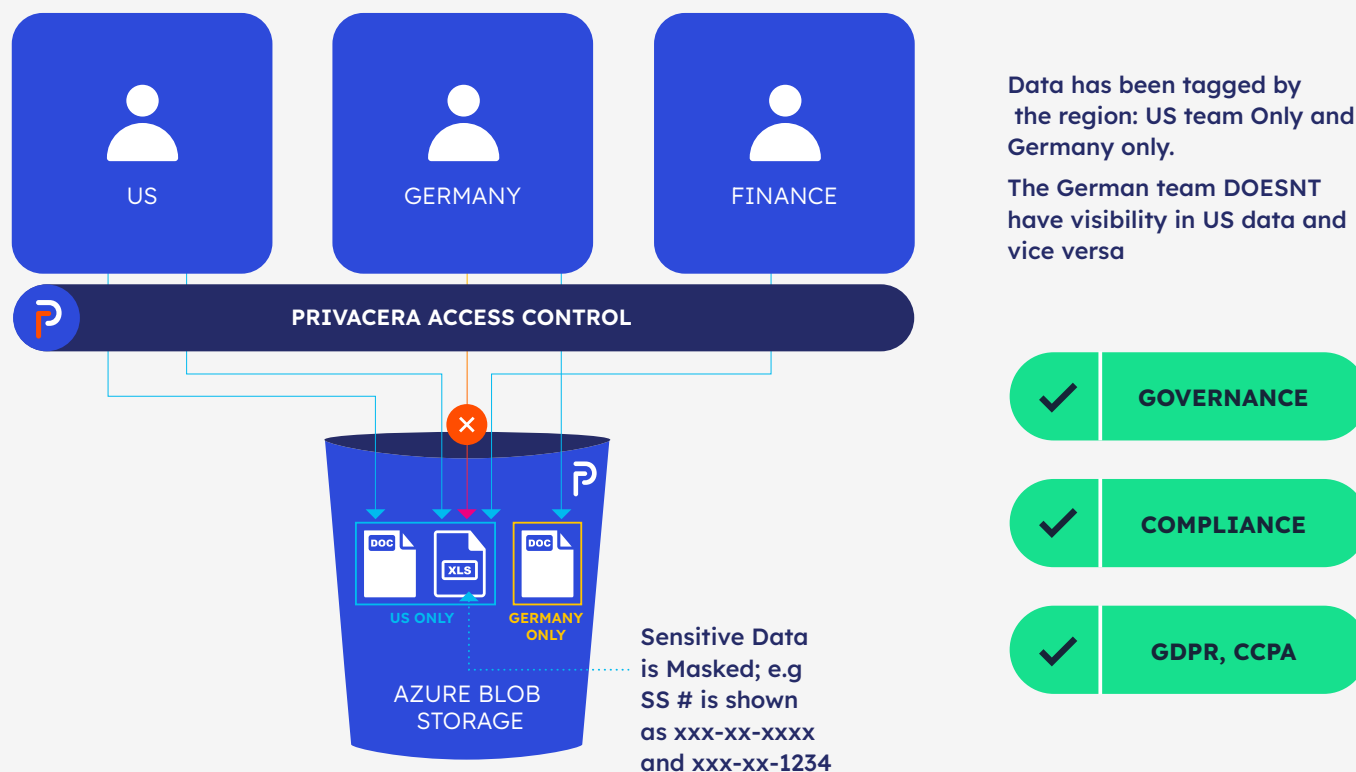 US
GERMANY
FINANCE
PRIVACERA ACCESS CONTROL
DOC
XLS
DOC
US ONLY
GERMANY
ONLY
AZURE BLOB
STORAGE
Sensitive Data
is Masked; e.g
SS # is shown
as xxx-xx-xxxx
and xxx-xx-1234
Data has been tagged by
the region: US team Only and
Germany only.
The German team DOESNT
have visibility in US data and
vice versa
GOVERNANCE
COMPLIANCE
GDPR, CCPA